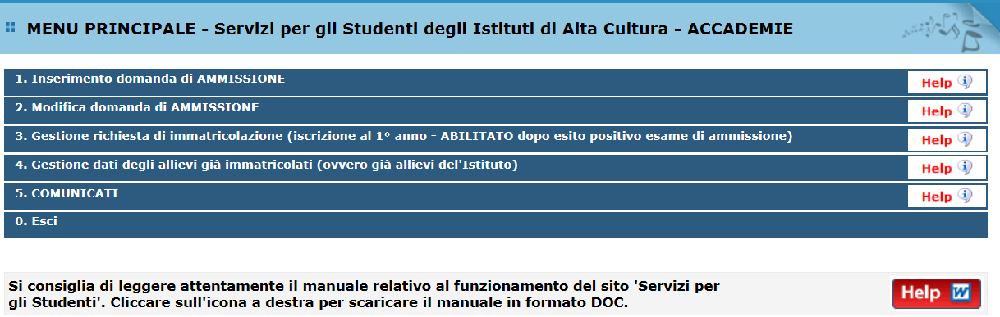 MENU PRINCIPALE - Servizi per gli Studenti degli Istituti di Alta Cultura - ACCADEMIE
1. Inserimento domanda di AMMISSIONE Help
2. Modifica domanda di AMMISSIONE Help
3. Gestione richiesta di immatricolazione (iscrizione al 1° anno - ABILITATO dopo esito positivo esame di ammissione) Help
4. Gestione dati degli allievi già immatricolati (ovvero già allievi del'Istituto) Help
5. COMUNICATI Help
0. Esci
Si consiglia di leggere attentamente il manuale relativo al funzionamento del sito 'Servizi per
gli Studenti'. Cliccare sull'icona a destra per scaricare il manuale in formato DOC.
Help W